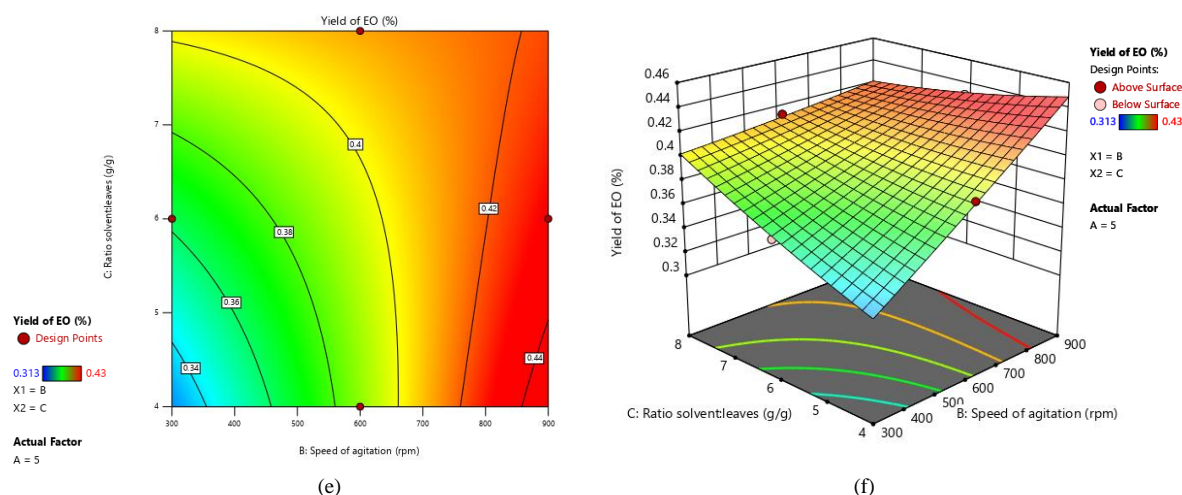 Yield of EO (%)
8
7
6
5
4
300
400
500
600
700
800
900
C: Ratio solvent:leaves (g/g)
B: Speed of agitation (rpm)
0.4
0.42
0.38
0.36
0.34
0.44
Yield of EO (%)
Design Points
0.313 0.43
X1 = B
X2 = C
Actual Factor
A = 5
(e)
0.46
0.44
0.42
0.4
0.38
0.36
0.34
0.32
0.3
Yield of EO (%)
8
7
6
5
4
300
400
500
600
700
800
900
C: Ratio solvent:leaves (g/g)
B: Speed of agitation (rpm)
Yield of EO (%)
Design Points:
Above Surface
Below Surface
0.313 0.43
X1 = B
X2 = C
Actual Factor
A = 5
(f)